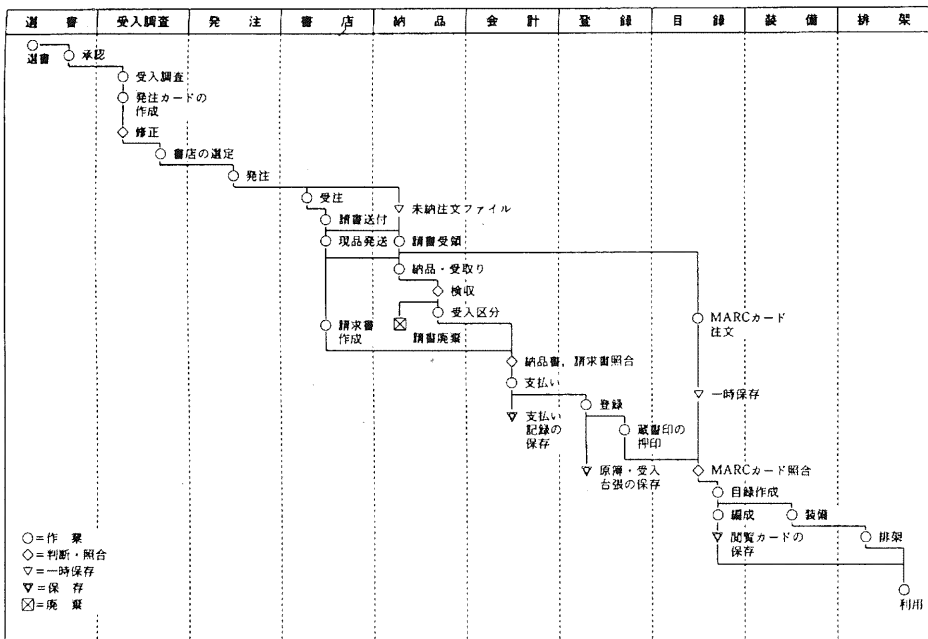 選書 受入調査 発注 書店 納品 会計 登録 目録 装備 排架
選書
承認
受入調査
発注カードの
作成
修正
書店の選定
発注
受注
未納注文ファイル
請書送付
現品発送
請書受領
納品・受取り
検収
受入区分
請求書
作成
請書廃棄
MARCカード
注文
納品書，請求書照合
支払い
一時保存
登録
支払い
記録の
保存
蔵書印の
押印
原簿・受入
台張の保存
MARCカード照合
目録作成
編成
装備
閲覧カードの
保存
排架
利用
○＝作業
◇＝判断・照合
▽＝一時保存
▽＝保存
☒＝廃棄